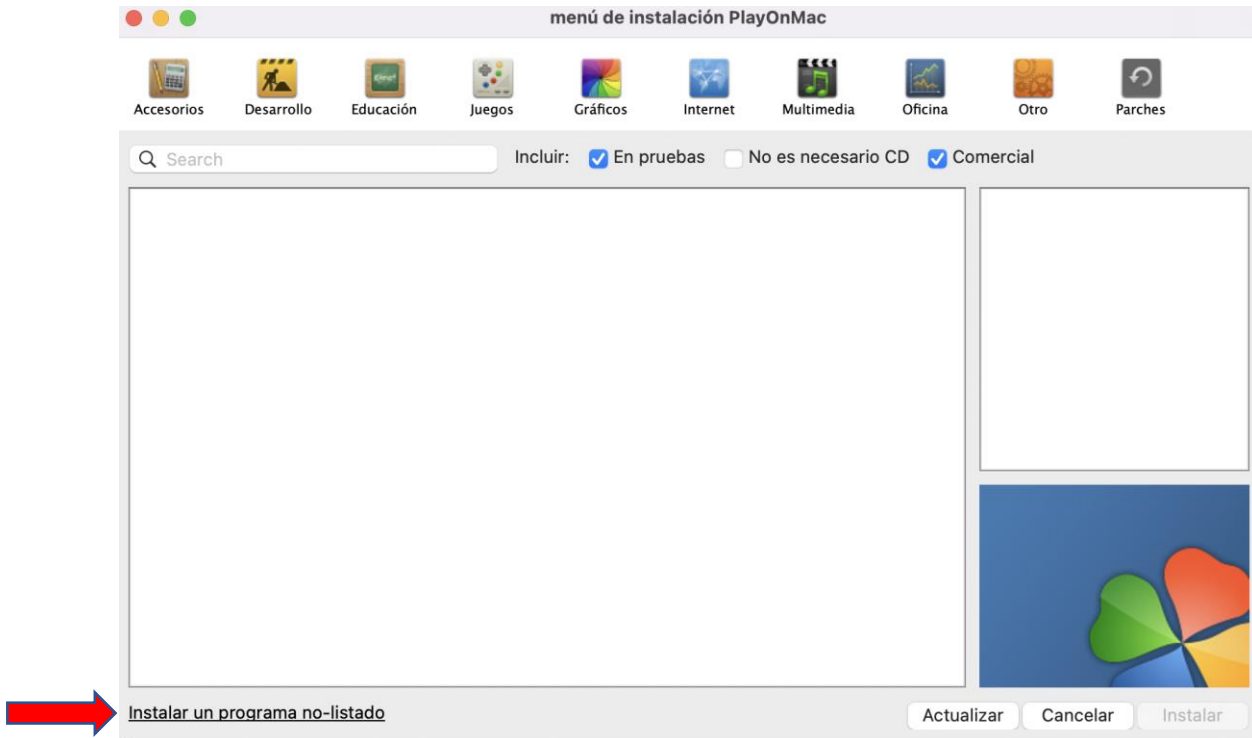 menú de instalación PlayOnMac
Accesorios Desarrollo Educación Juegos Gráficos Internet Multimedia Oficina Otro Parches
Search Incluir: En pruebas No es necesario CD Comercial
Instalar un programa no-listado Actualizar Cancelar Instalar